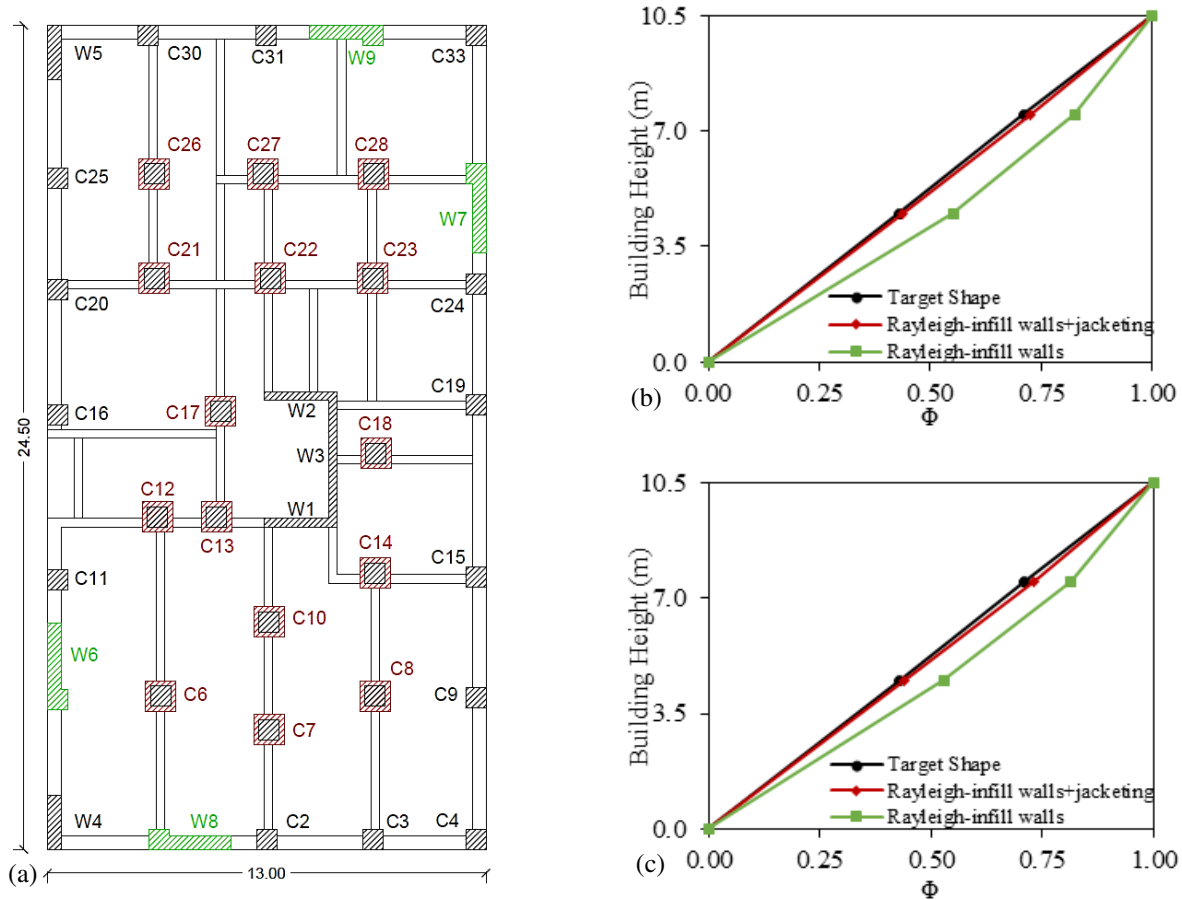 W5
C30
C31
W9
C33
C26
C27
C28
C25
W7
C21
C22
C23
C20
C24
C19
C16
C17
W2
C18
W3
C12
W1
C13
C14
C15
C11
C10
W6
C8
C6
C9
C7
W4
W8
C2
C3
C4
24.50
13.00
(a)
(b)
10.5
7.0
3.5
0.0
Building Height (m)
Target Shape
Rayleigh-infill walls+jacketing
Rayleigh-infill walls
0.00 0.25 0.50 0.75 1.00
Φ
(c)
10.5
7.0
3.5
0.0
Building Height (m)
Target Shape
Rayleigh-infill walls+jacketing
Rayleigh-infill walls
0.00 0.25 0.50 0.75 1.00
Φ